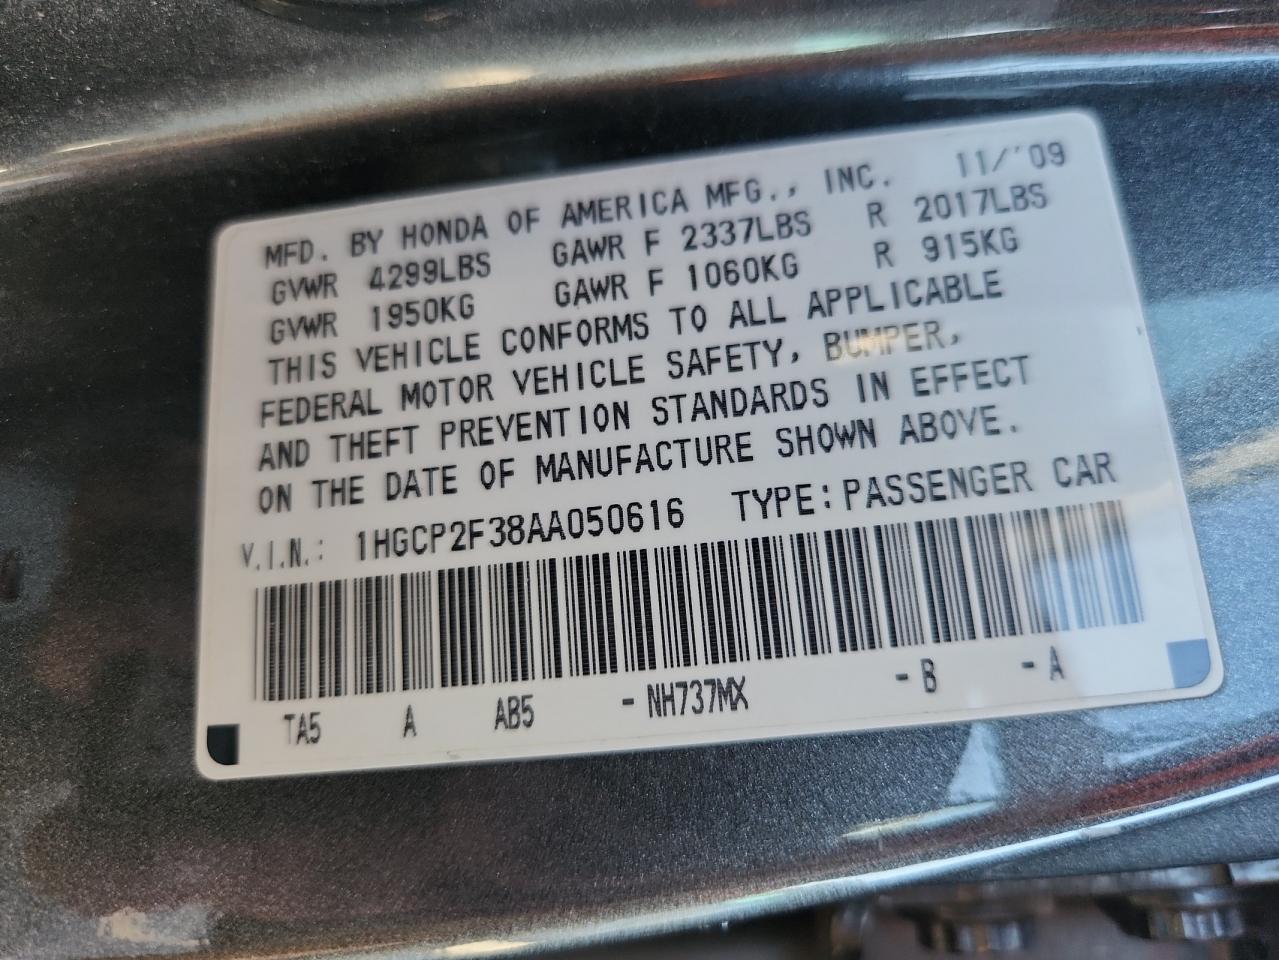 MFD. BY HONDA OF AMERICA MFG., INC. 11/'09
GVWR 4299LBS GAWR F 2337LBS R 2017LBS
GVWR 1950KG GAWR F 1060KG R 915KG
THIS VEHICLE CONFORMS TO ALL APPLICABLE
FEDERAL MOTOR VEHICLE SAFETY, BUMPER,
AND THEFT PREVENTION STANDARDS IN EFFECT
ON THE DATE OF MANUFACTURE SHOWN ABOVE.
V.I.N.: 1HGCP2F38AA050616 TYPE:PASSENGER CAR
TA5 A AB5 -NH737MX -B -A